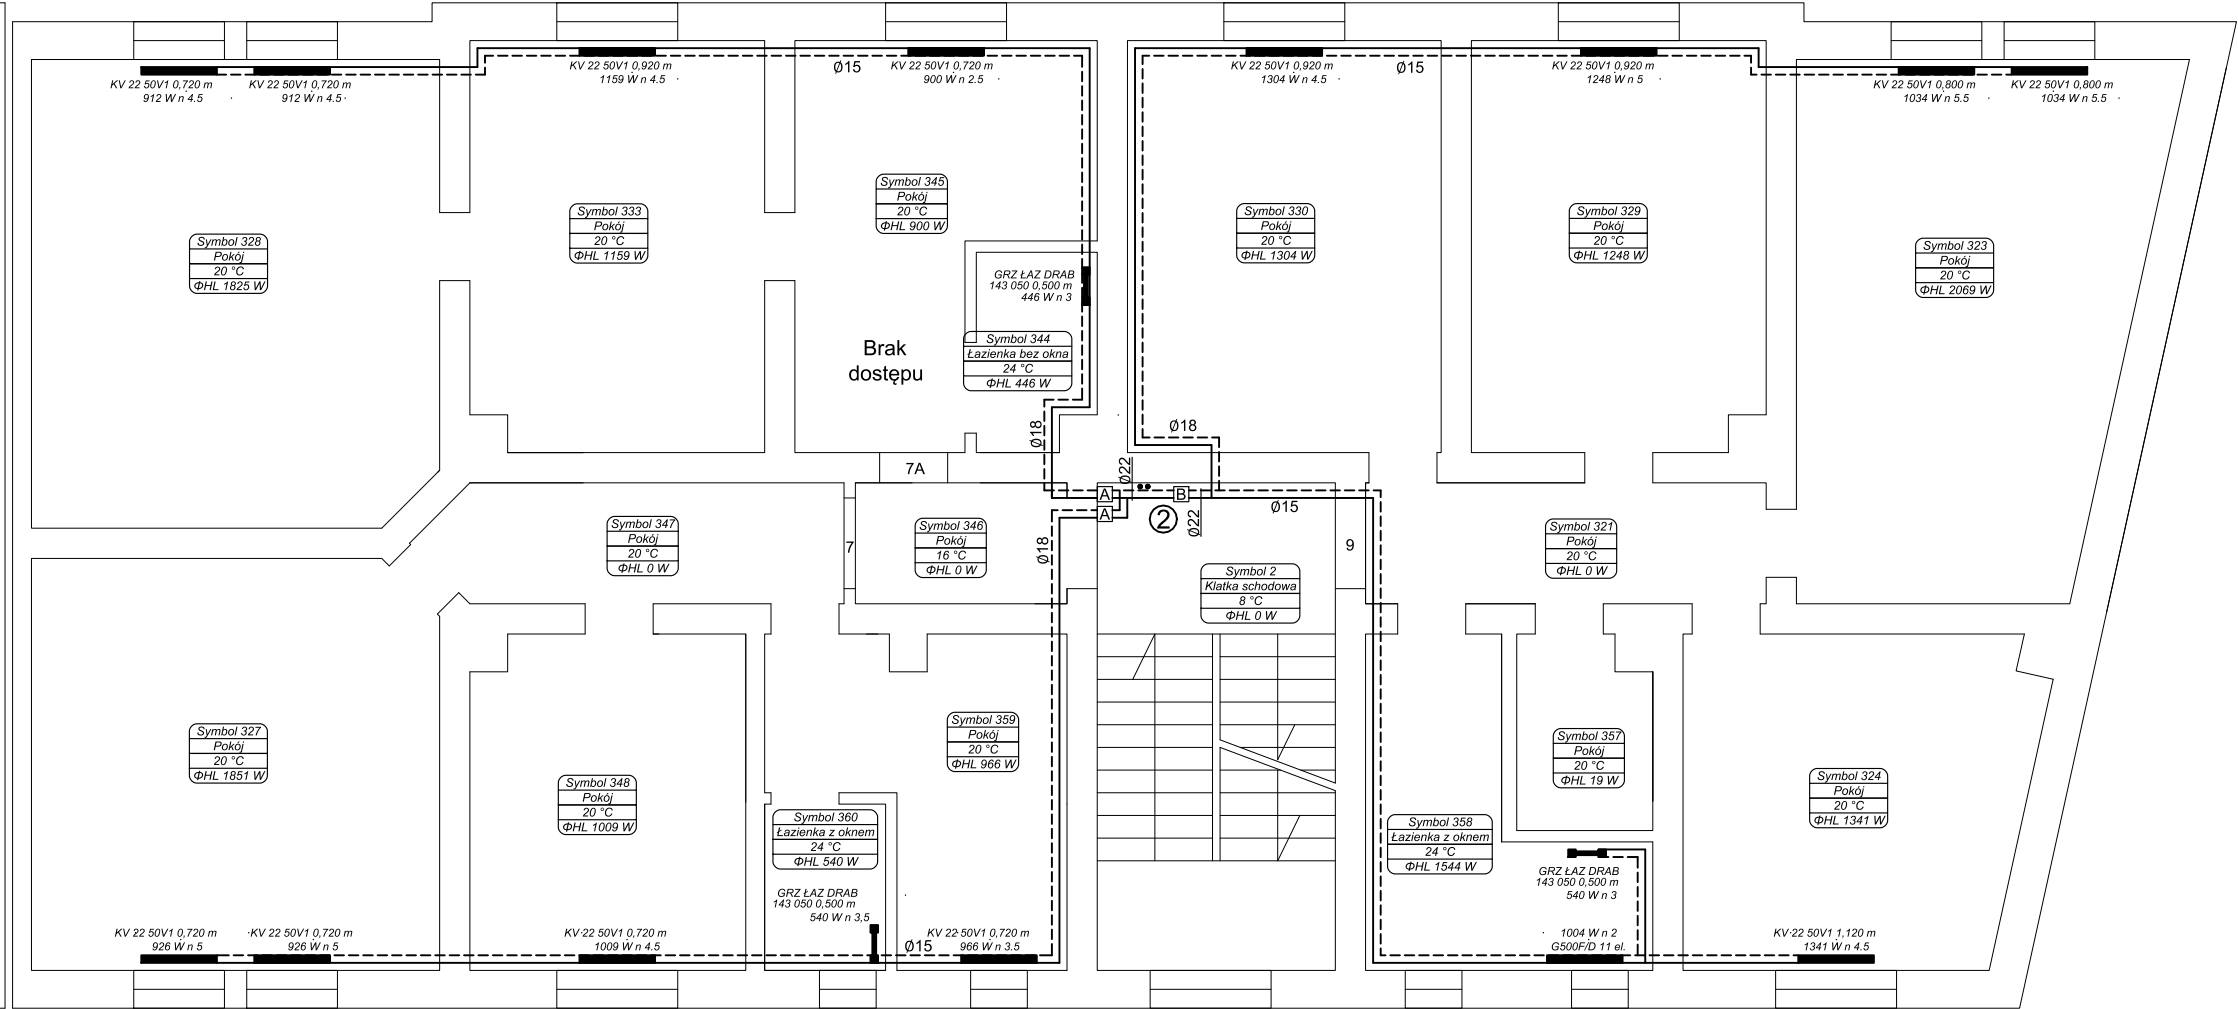 KV 22 50V1 0,720 m
912 W n 4.5
KV 22 50V1 0,720 m
912 W n 4.5
KV 22 50V1 0,920 m
1159 W n 4.5
Ø15
KV 22 50V1 0,720 m
900 W n 2.5
KV 22 50V1 0,920 m
1304 W n 4.5
Ø15
KV 22 50V1 0,920 m
1248 W n 5
KV 22 50V1 0,800 m
1034 W n 5.5
KV 22 50V1 0,800 m
1034 W n 5.5
Symbol 328
Pokój
20 °C
ΦHL 1825 W
Symbol 333
Pokój
20 °C
ΦHL 1159 W
Symbol 345
Pokój
20 °C
ΦHL 900 W
Symbol 330
Pokój
20 °C
ΦHL 1304 W
Symbol 329
Pokój
20 °C
ΦHL 1248 W
Symbol 323
Pokój
20 °C
ΦHL 2069 W
GRZ ŁAZ DRAB
143 050 0,500 m
446 W n 3
Brak
dostępu
Symbol 344
Łazienka bez okna
24 °C
ΦHL 446 W
Ø18
Ø18
7A
Ø22
A
B
A
2
Ø22
Ø15
Symbol 347
Pokój
20 °C
ΦHL 0 W
7
Symbol 346
Pokój
16 °C
ΦHL 0 W
Ø18
9
Symbol 321
Pokój
20 °C
ΦHL 0 W
Symbol 2
Klatka schodowa
8 °C
ΦHL 0 W
Symbol 327
Pokój
20 °C
ΦHL 1851 W
Symbol 348
Pokój
20 °C
ΦHL 1009 W
Symbol 359
Pokój
20 °C
ΦHL 966 W
Symbol 360
Łazienka z oknem
24 °C
ΦHL 540 W
Symbol 358
Łazienka z oknem
24 °C
ΦHL 1544 W
Symbol 357
Pokój
20 °C
ΦHL 19 W
Symbol 324
Pokój
20 °C
ΦHL 1341 W
GRZ ŁAZ DRAB
143 050 0,500 m
540 W n 3,5
GRZ ŁAZ DRAB
143 050 0,500 m
540 W n 3
KV 22 50V1 0,720 m
926 W n 5
KV 22 50V1 0,720 m
926 W n 5
KV 22 50V1 0,720 m
1009 W n 4.5
Ø15
KV 22 50V1 0,720 m
966 W n 3.5
1004 W n 2
G500F/D 11 el.
KV 22 50V1 1,120 m
1341 W n 4.5